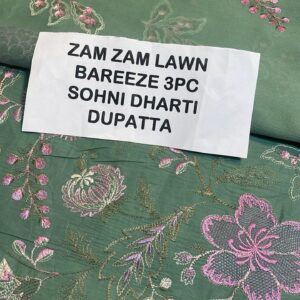 ZAM ZAM LAWN
BAREEZE 3PC
SOHNI DHARTI
DUPATTA